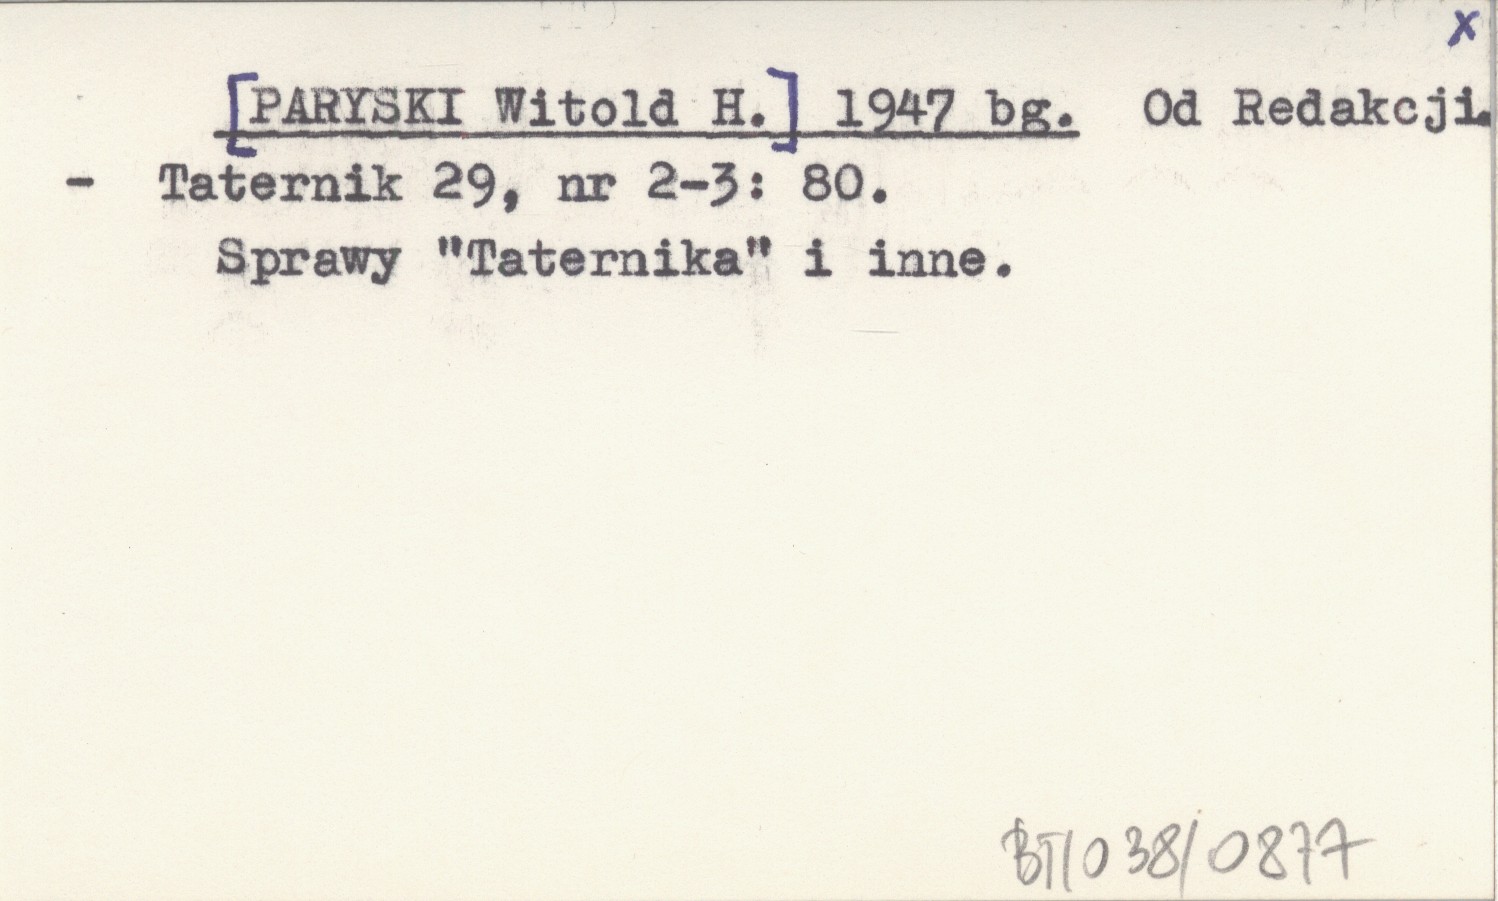 x
[PARYSKI Witold H.] 1947 bg. Od Redakcji.
- Taternik 29, nr 2-3: 80.
Sprawy "Taternika" i inne.
BT/038/0877